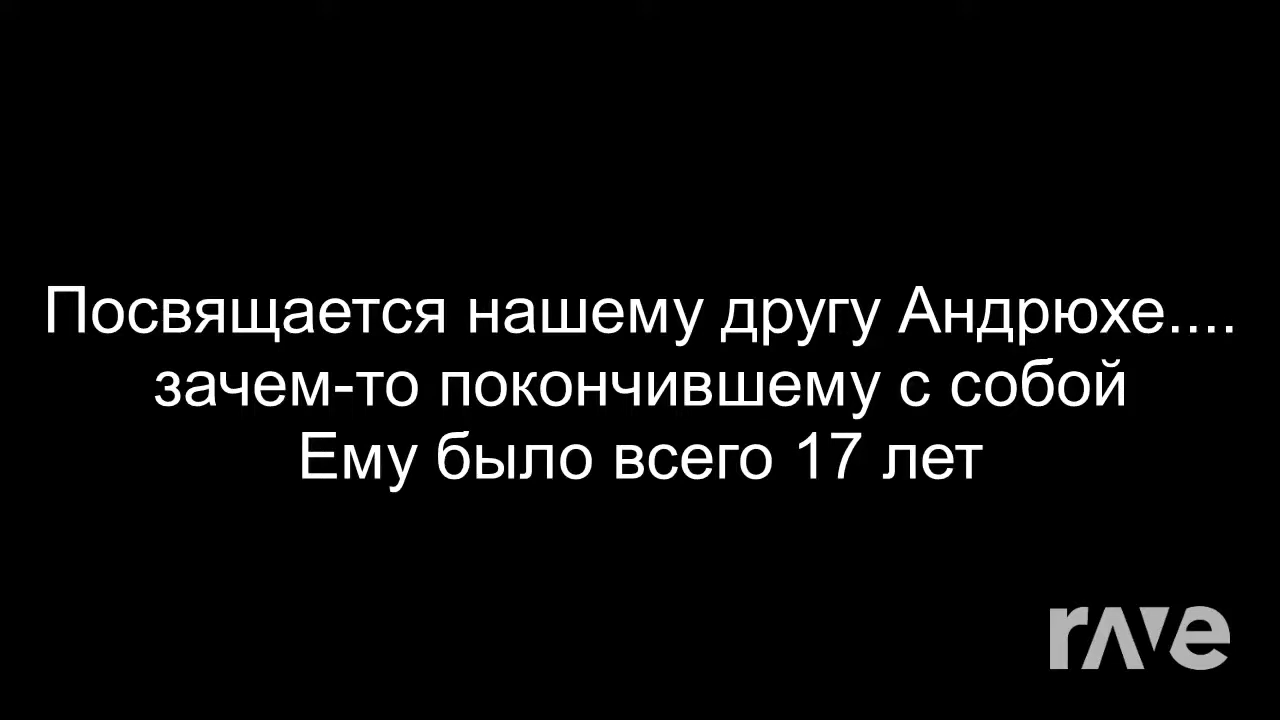 Посвящается нашему другу Андрюхе....
зачем-то покончившему с собой
Ему было всего 17 лет
rave